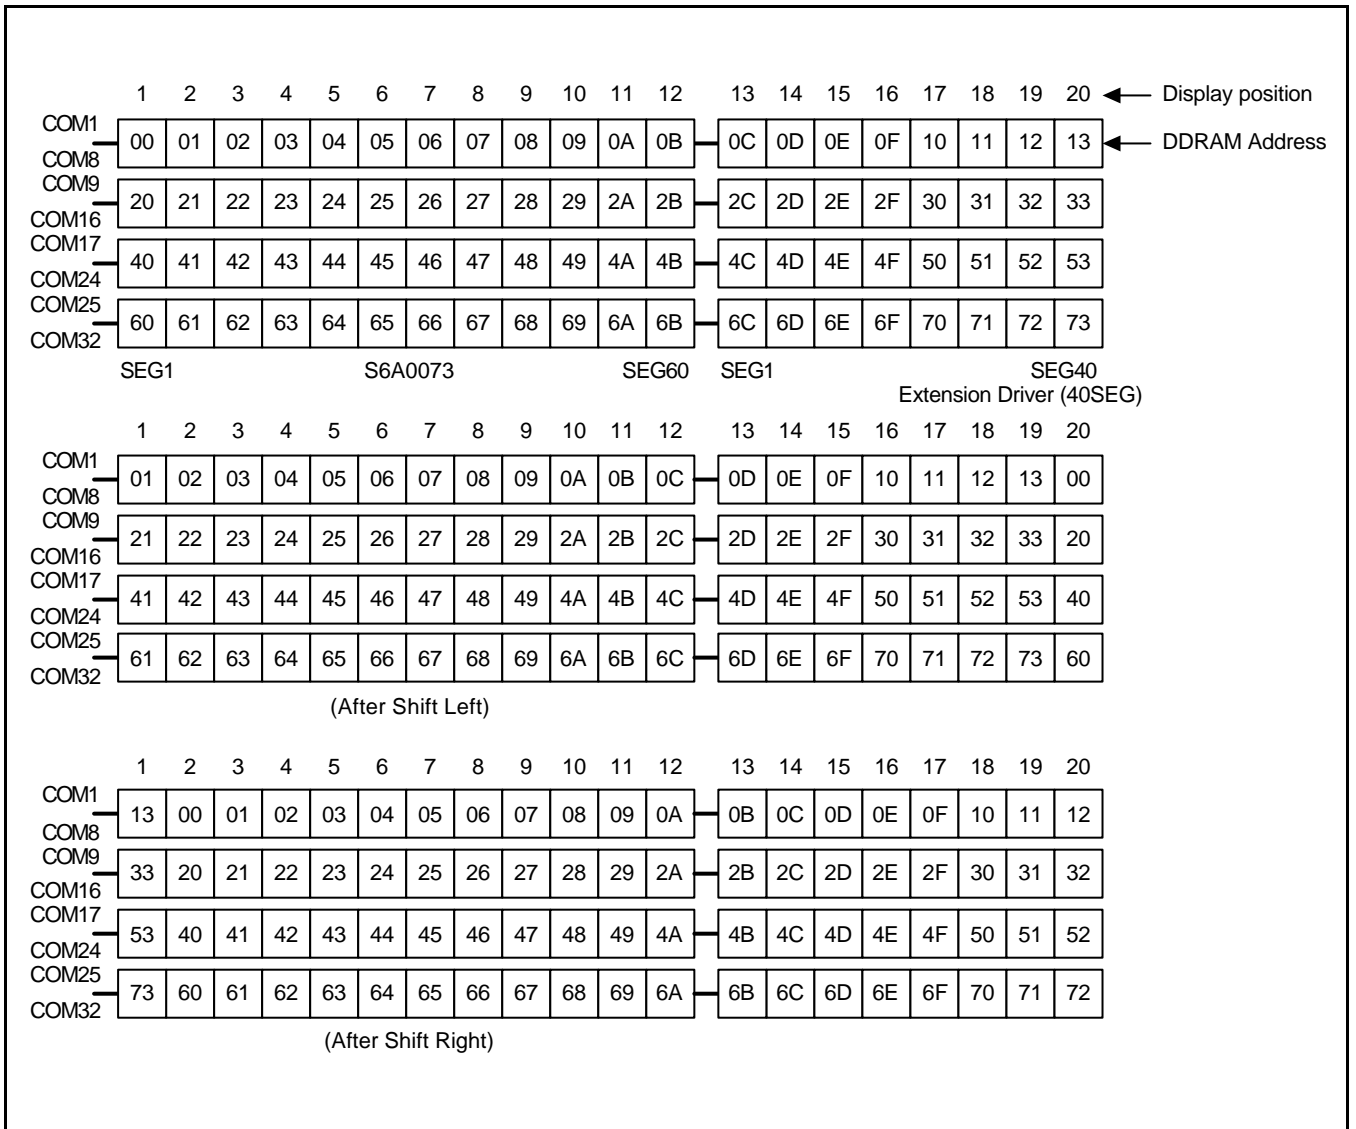 1 2 3 4 5 6 7 8 9 10 11 12 13 14 15 16 17 18 19 20 Display position
COM1
00 01 02 03 04 05 06 07 08 09 0A 0B 0C 0D 0E 0F 10 11 12 13 DDRAM Address
COM8
COM9
20 21 22 23 24 25 26 27 28 29 2A 2B 2C 2D 2E 2F 30 31 32 33
COM16
COM17
40 41 42 43 44 45 46 47 48 49 4A 4B 4C 4D 4E 4F 50 51 52 53
COM24
COM25
60 61 62 63 64 65 66 67 68 69 6A 6B 6C 6D 6E 6F 70 71 72 73
COM32
SEG1 S6A0073 SEG60 SEG1 SEG40
Extension Driver (40SEG)
1 2 3 4 5 6 7 8 9 10 11 12 13 14 15 16 17 18 19 20
COM1
01 02 03 04 05 06 07 08 09 0A 0B 0C 0D 0E 0F 10 11 12 13 00
COM8
COM9
21 22 23 24 25 26 27 28 29 2A 2B 2C 2D 2E 2F 30 31 32 33 20
COM16
COM17
41 42 43 44 45 46 47 48 49 4A 4B 4C 4D 4E 4F 50 51 52 53 40
COM24
COM25
61 62 63 64 65 66 67 68 69 6A 6B 6C 6D 6E 6F 70 71 72 73 60
COM32
(After Shift Left)
1 2 3 4 5 6 7 8 9 10 11 12 13 14 15 16 17 18 19 20
COM1
13 00 01 02 03 04 05 06 07 08 09 0A 0B 0C 0D 0E 0F 10 11 12
COM8
COM9
33 20 21 22 23 24 25 26 27 28 29 2A 2B 2C 2D 2E 2F 30 31 32
COM16
COM17
53 40 41 42 43 44 45 46 47 48 49 4A 4B 4C 4D 4E 4F 50 51 52
COM24
COM25
73 60 61 62 63 64 65 66 67 68 69 6A 6B 6C 6D 6E 6F 70 71 72
COM32
(After Shift Right)